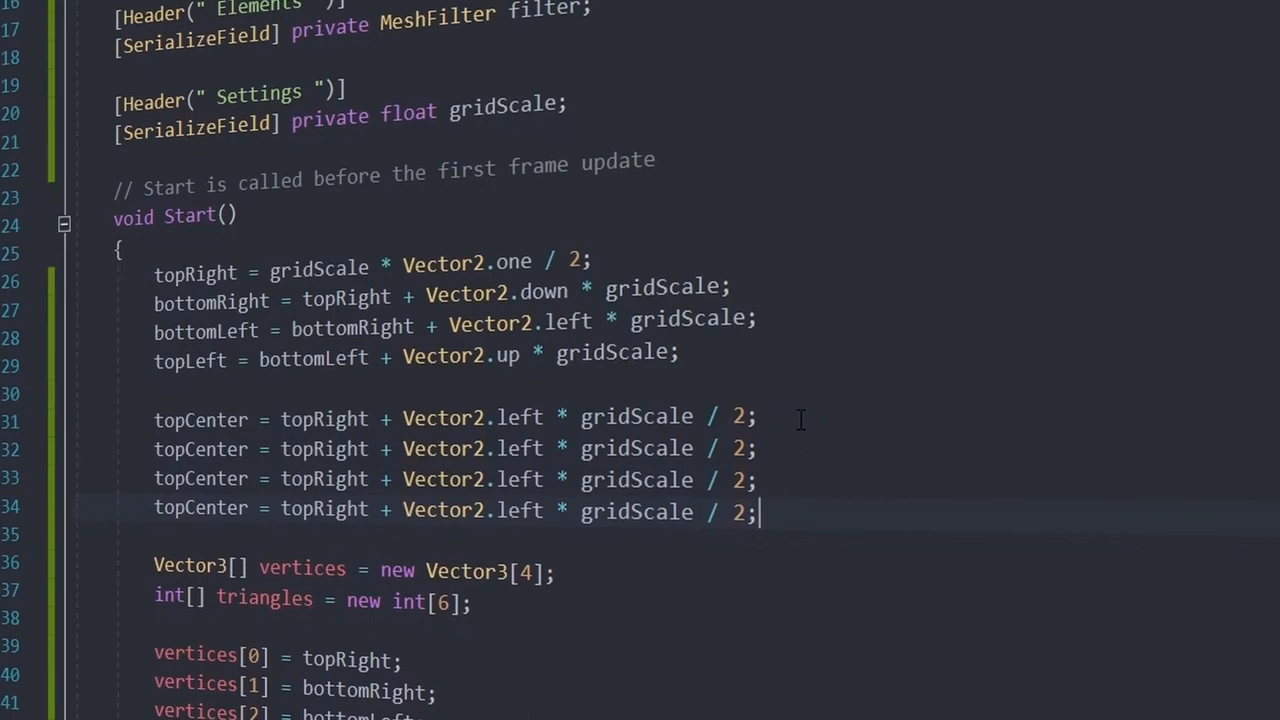 16
[Header(" Elements ")]
17 [SerializeField] private MeshFilter filter;
18
19 [Header(" Settings ")]
20 [SerializeField] private float gridScale;
21
22 // Start is called before the first frame update
23 void Start()
24
25 {
26 topRight = gridScale * Vector2.one / 2;
27 bottomRight = topRight + Vector2.down * gridScale;
28 bottomLeft = bottomRight + Vector2.left * gridScale;
29 topLeft = bottomLeft + Vector2.up * gridScale;
30
31 topCenter = topRight + Vector2.left * gridScale / 2;
32 topCenter = topRight + Vector2.left * gridScale / 2;
33 topCenter = topRight + Vector2.left * gridScale / 2;
34 topCenter = topRight + Vector2.left * gridScale / 2;
35
36 Vector3[] vertices = new Vector3[4];
37 int[] triangles = new int[6];
38
39 vertices[0] = topRight;
40 vertices[1] = bottomRight;
41 vertices[2] = bottomLeft